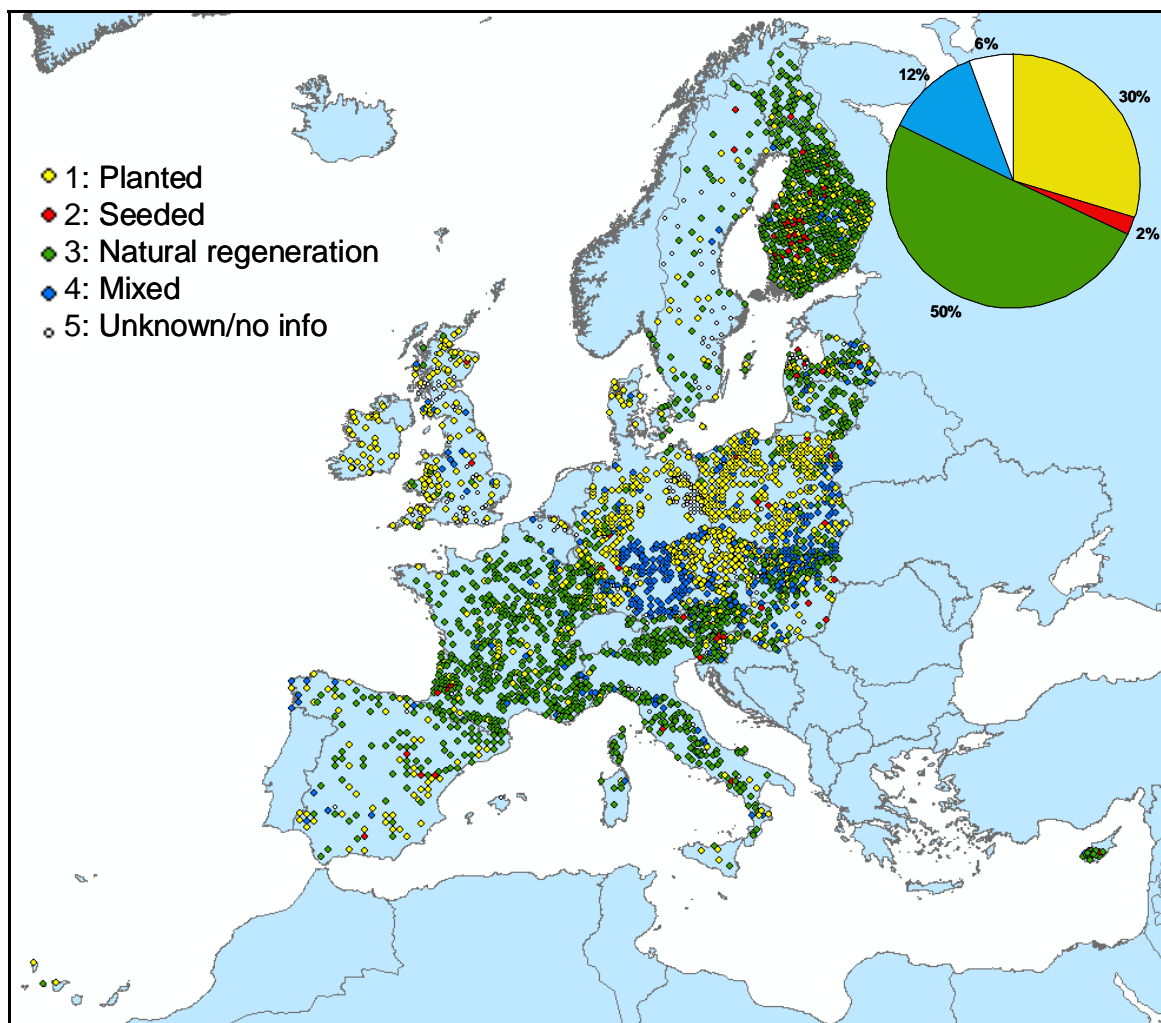 6%
12%
30%
1: Planted
2: Seeded
3: Natural regeneration
4: Mixed
5: Unknown/no info
2%
50%